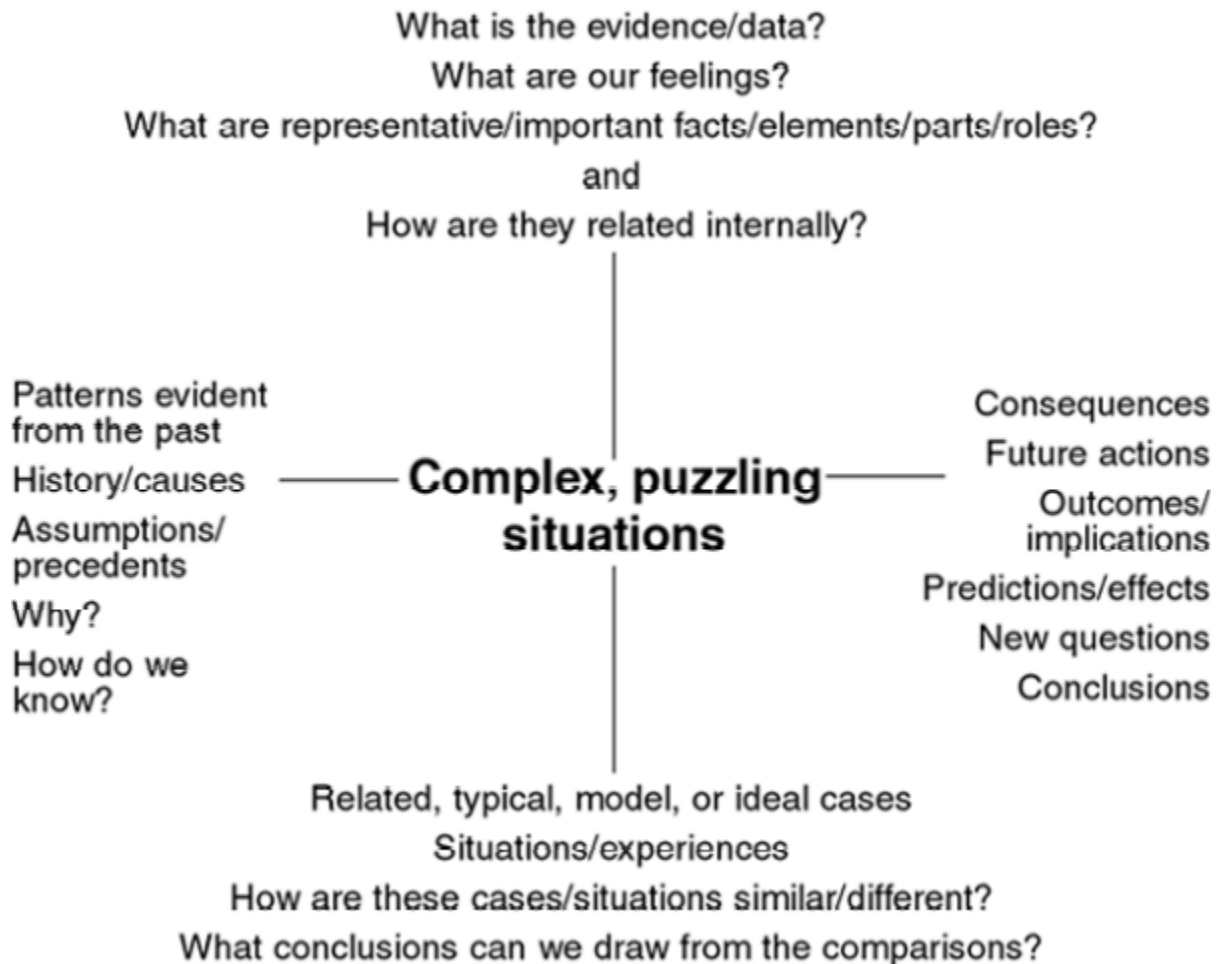 What is the evidence/data?
What are our feelings?
What are representative/important facts/elements/parts/roles?
and
How are they related internally?
Patterns evident
from the past
History/causes
Assumptions/
precedents
Why?
How do we
know?
Complex, puzzling
situations
Consequences
Future actions
Outcomes/
implications
Predictions/effects
New questions
Conclusions
Related, typical, model, or ideal cases
Situations/experiences
How are these cases/situations similar/different?
What conclusions can we draw from the comparisons?